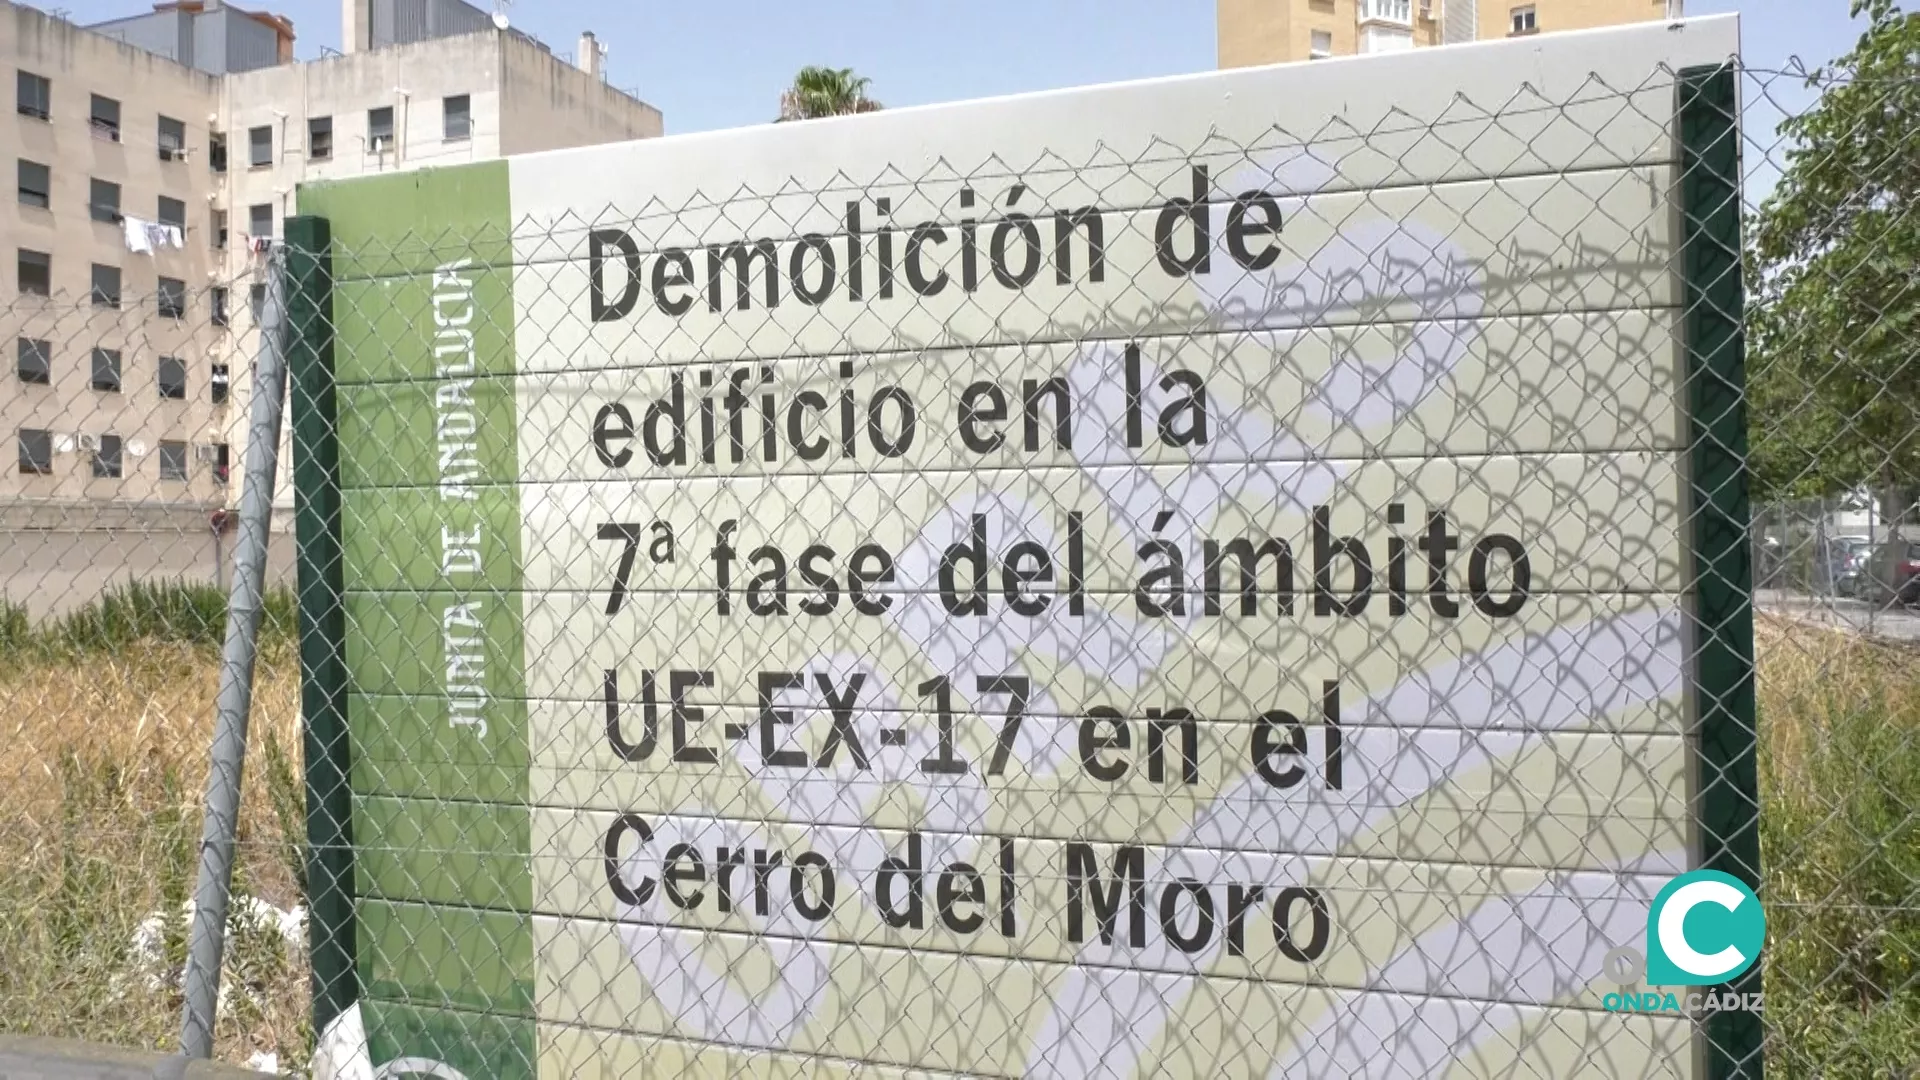 JUNTA DE ANDALUCIA
Demolición de
edificio en la
7ª fase del ámbito
UE-EX-17 en el
Cerro del Moro
ONDA CÁDIZ